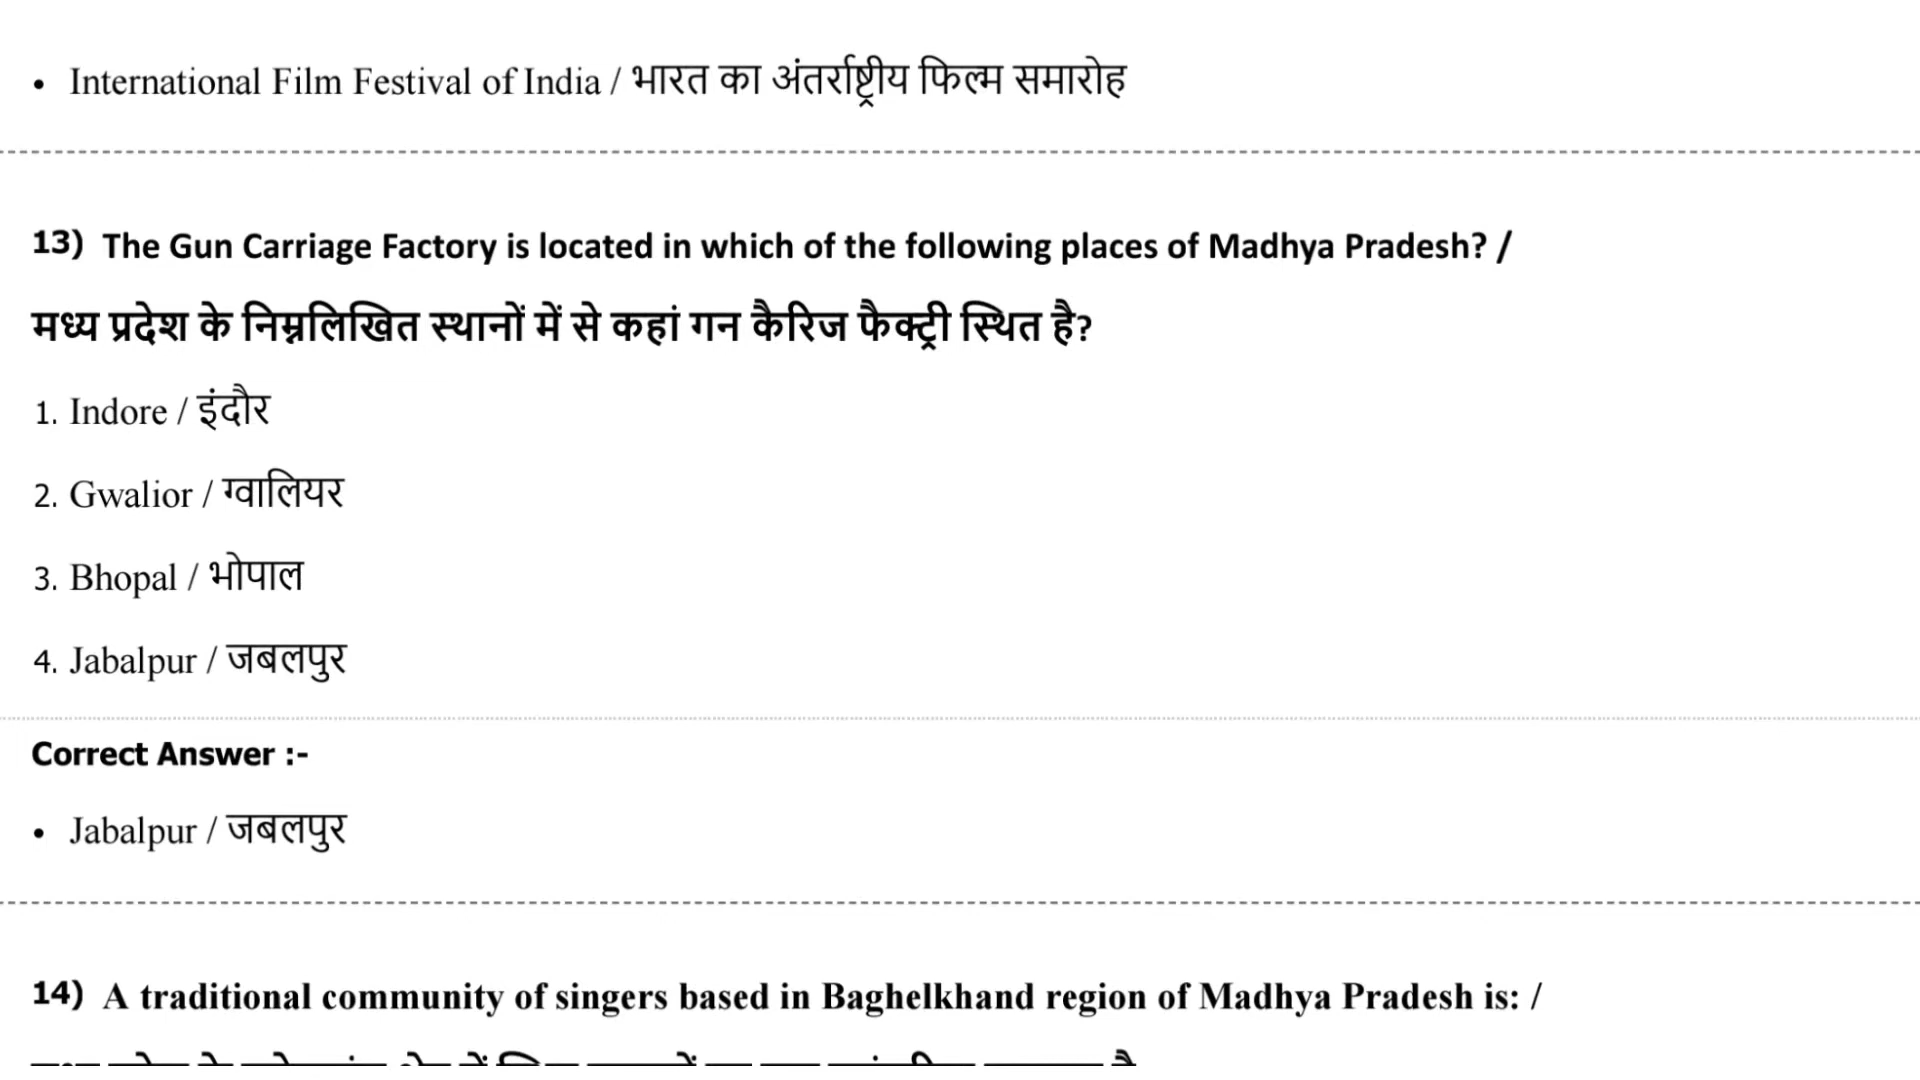 • International Film Festival of India / भारत का अंतर्राष्ट्रीय फिल्म समारोह
13) The Gun Carriage Factory is located in which of the following places of Madhya Pradesh? /
मध्य प्रदेश के निम्नलिखित स्थानों में से कहां गन कैरिज फैक्ट्री स्थित है?
1. Indore / इंदौर
2. Gwalior / ग्वालियर
3. Bhopal / भोपाल
4. Jabalpur / जबलपुर
Correct Answer :-
• Jabalpur / जबलपुर
14) A traditional community of singers based in Baghelkhand region of Madhya Pradesh is: /